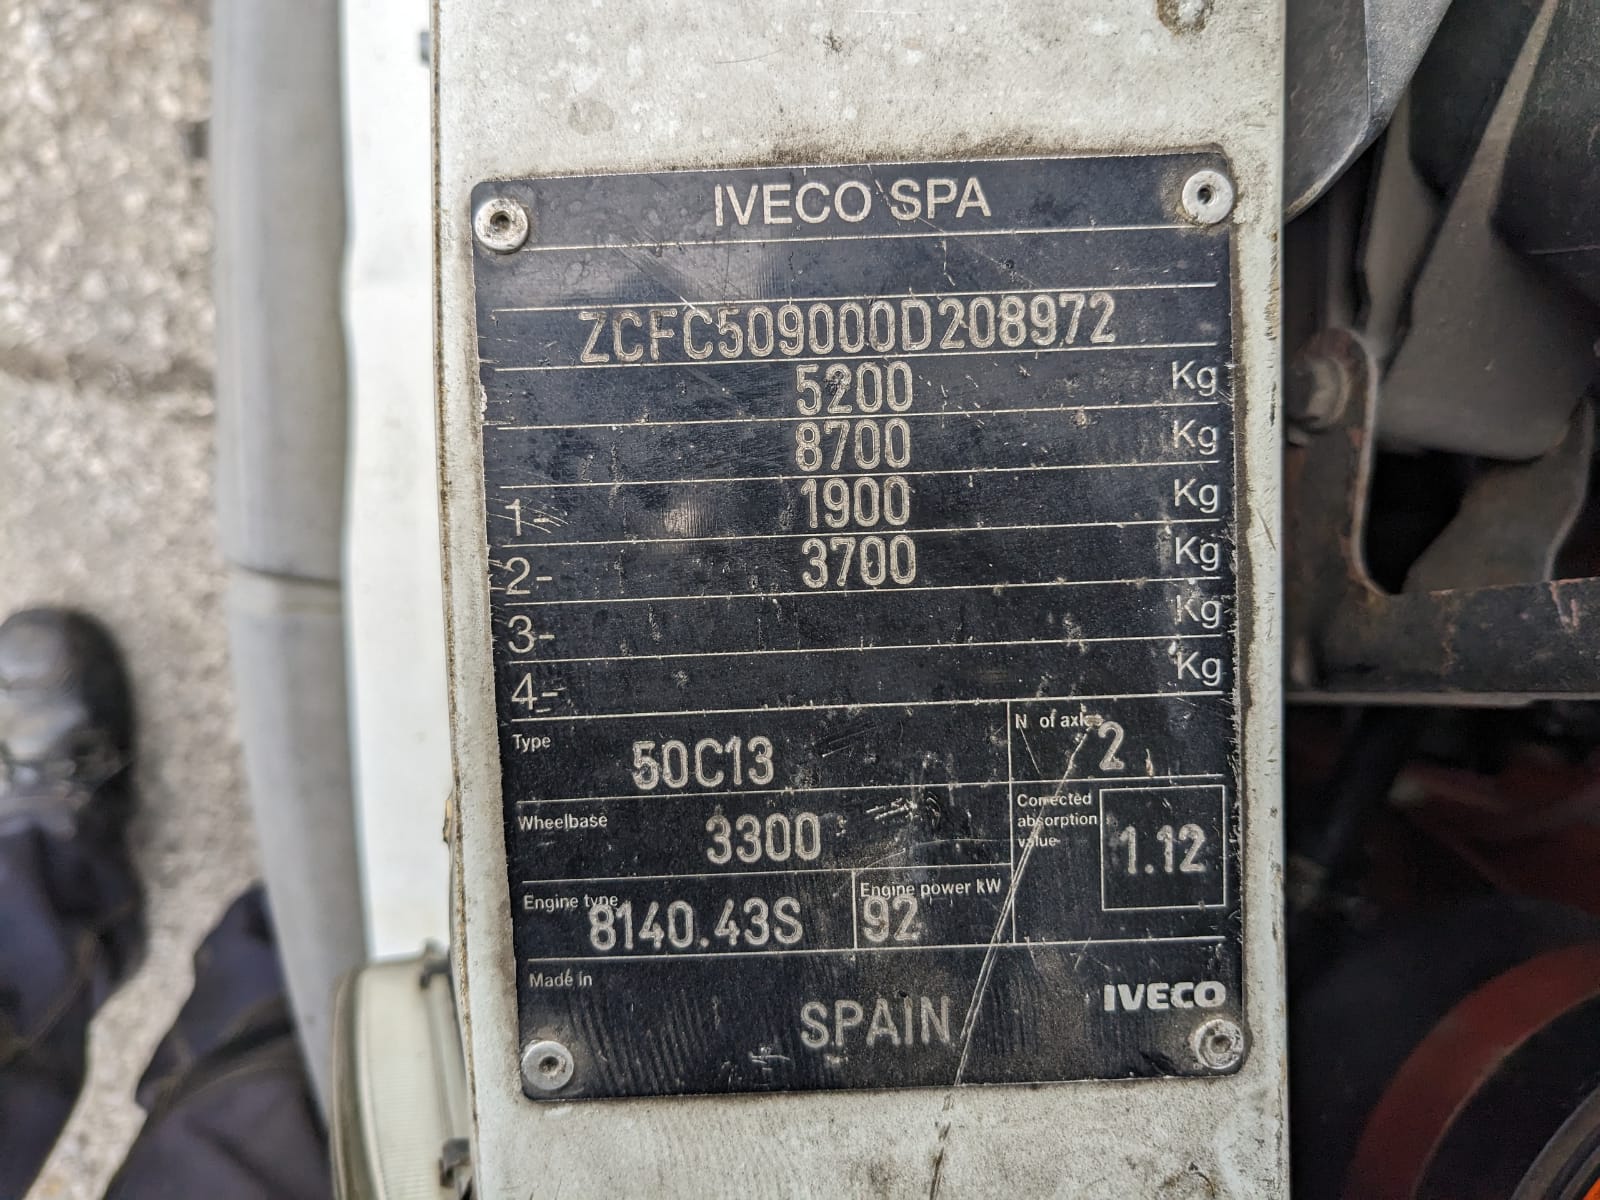 IVECO SPA
ZCFC509000D208972
5200 Kg
8700 Kg
1- 1900 Kg
2- 3700 Kg
3- Kg
4- Kg
Type 50C13 N of axles 2
Wheelbase 3300 Corrected absorption value 1.12
Engine type 8140.43S Engine power kW 92
Made in SPAIN IVECO